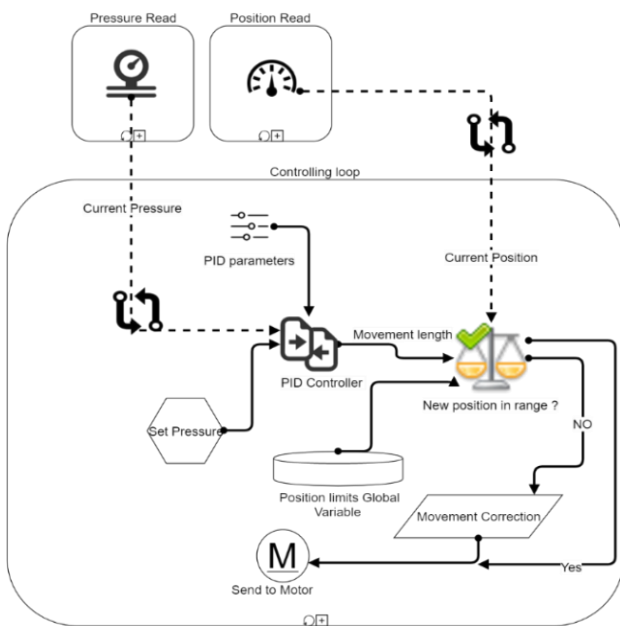 Pressure Read
Position Read
Controlling loop
Current Pressure
PID parameters
Current Position
Movement length
PID Controller
New position in range ?
Set Pressure
NO
Position limits Global
Variable
Movement Correction
M
Send to Motor
Yes